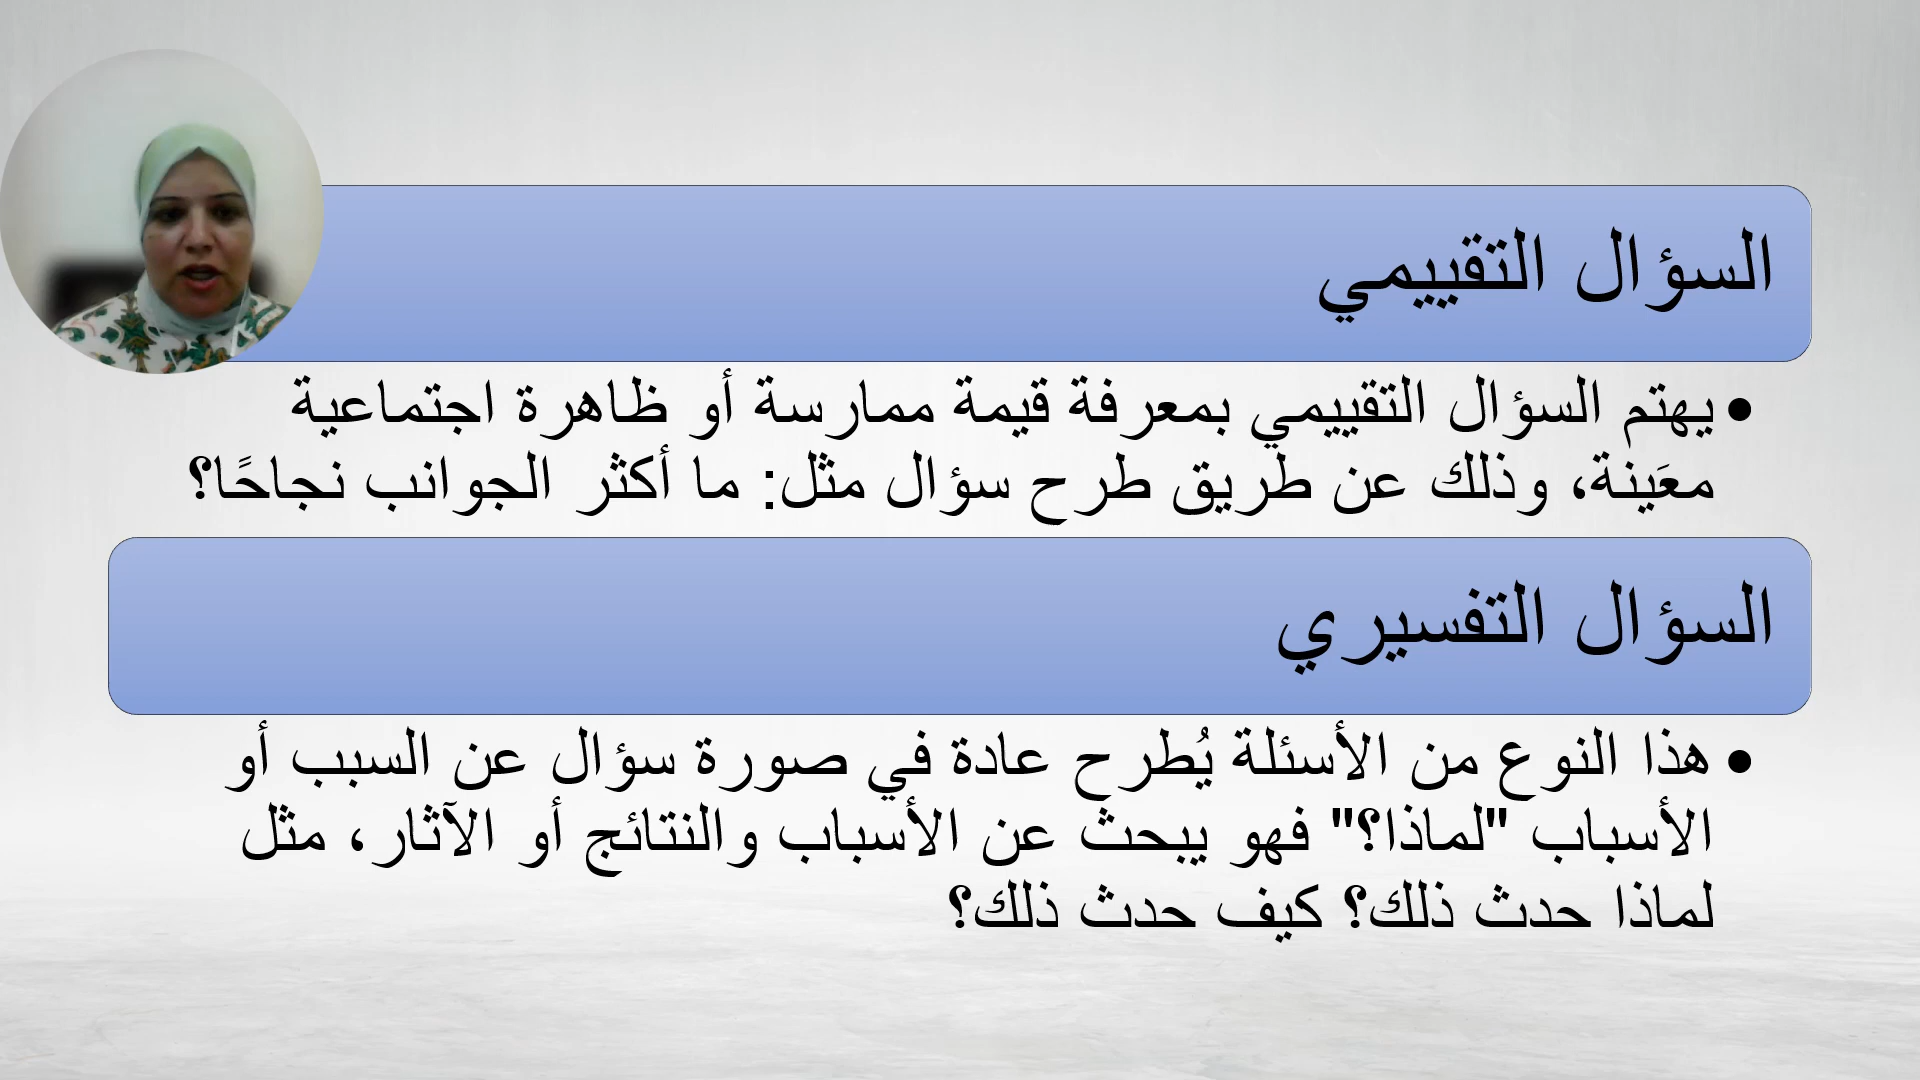 السؤال التقييمي
• يهتم السؤال التقييمي بمعرفة قيمة ممارسة أو ظاهرة اجتماعية
معَينة، وذلك عن طريق طرح سؤال مثل: ما أكثر الجوانب نجاحًا؟
السؤال التفسيري
• هذا النوع من الأسئلة يُطرح عادة في صورة سؤال عن السبب أو
الأسباب "لماذا؟" فهو يبحث عن الأسباب والنتائج أو الآثار، مثل
لماذا حدث ذلك؟ كيف حدث ذلك؟